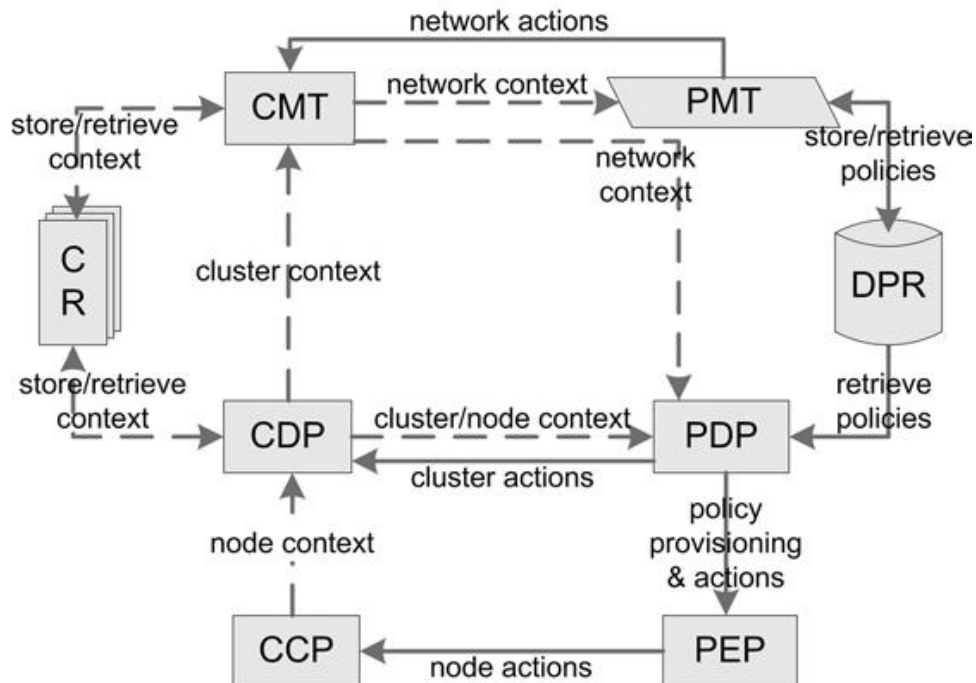 network actions
CMT
network context
PMT
store/retrieve
context
network
context
store/retrieve
policies
C
R
cluster context
DPR
store/retrieve
context
CDP
cluster/node context
PDP
retrieve
policies
cluster actions
node context
policy
provisioning
& actions
CCP
node actions
PEP